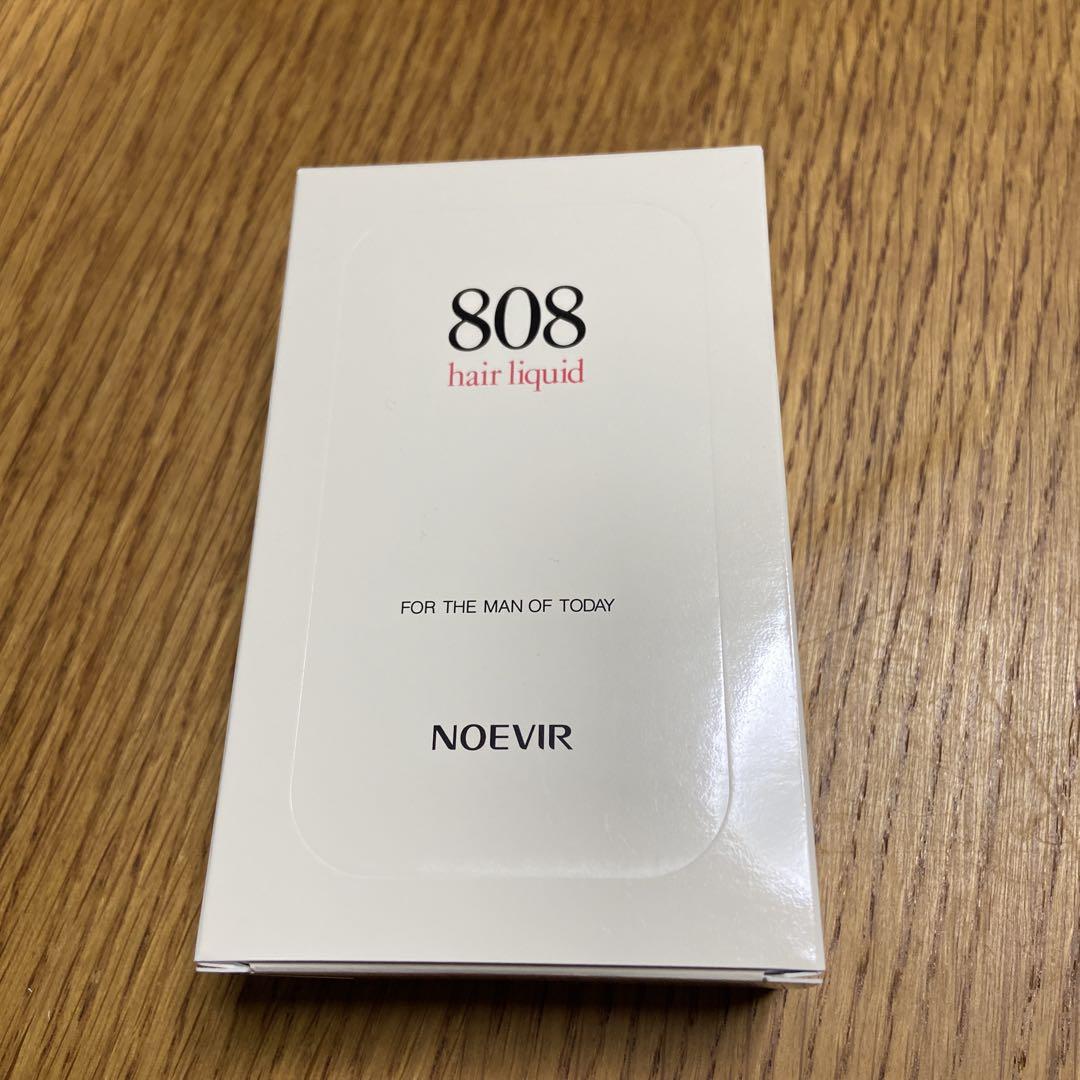 808
hair liquid
FOR THE MAN OF TODAY
NOEVIR